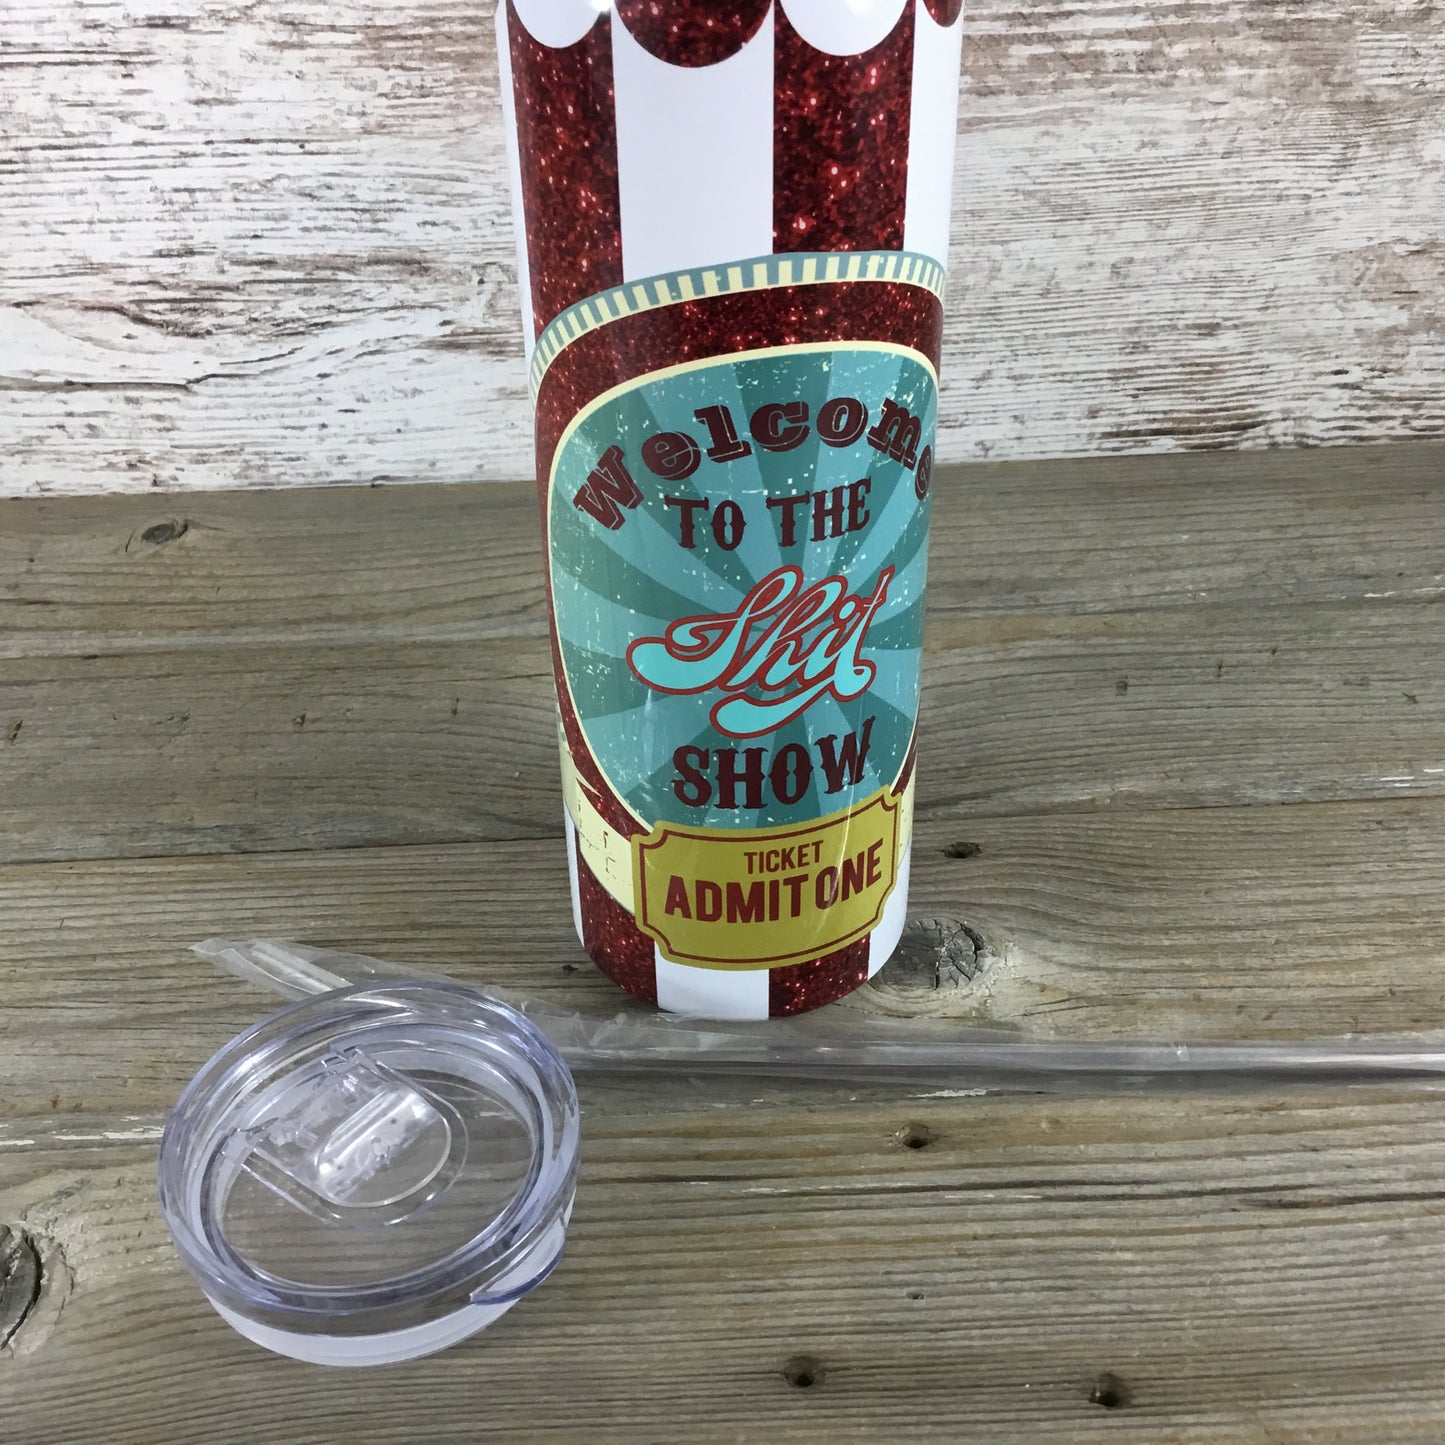 Welcome
TO THE
Shit
SHOW
TICKET
ADMIT ONE